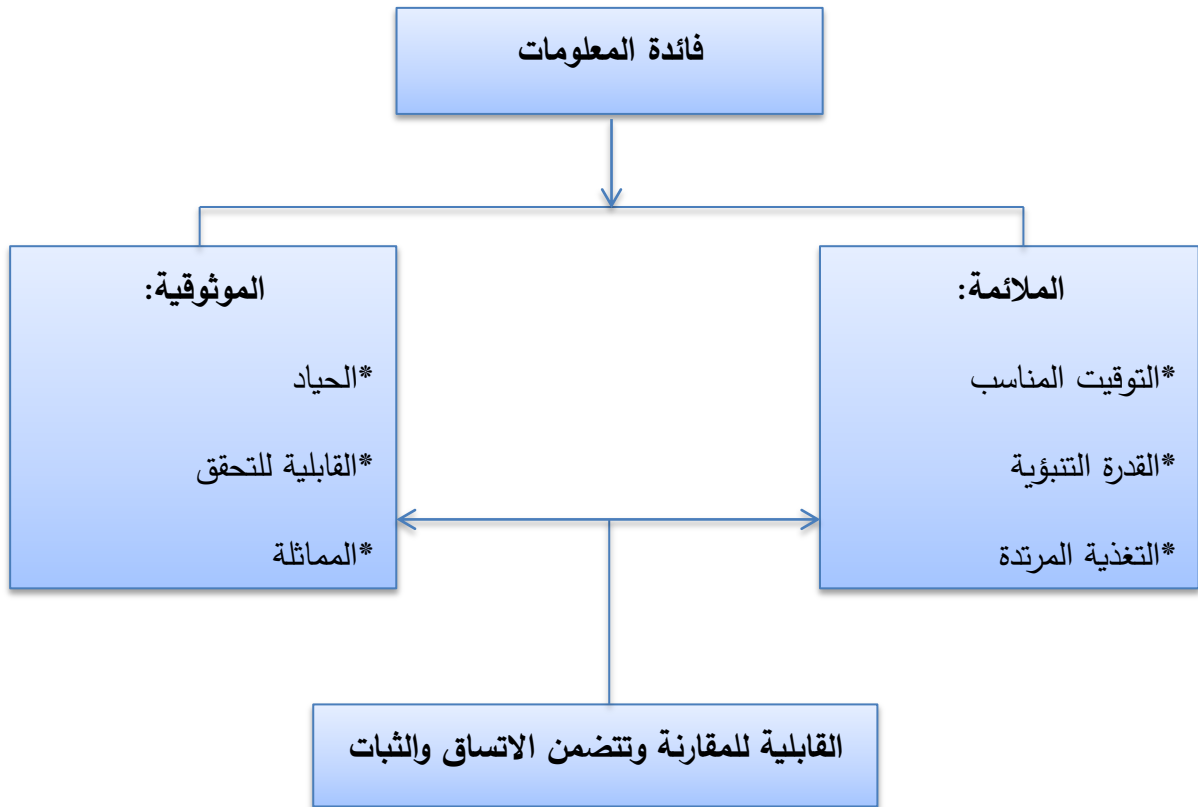 فائدة المعلومات
الملائمة:
*التوقيت المناسب
*القدرة التنبؤية
*التغذية المرتدة
الموثوقية:
*الحياد
*القابلية للتحقق
*المماثلة
القابلية للمقارنة وتتضمن الاتساق والثبات